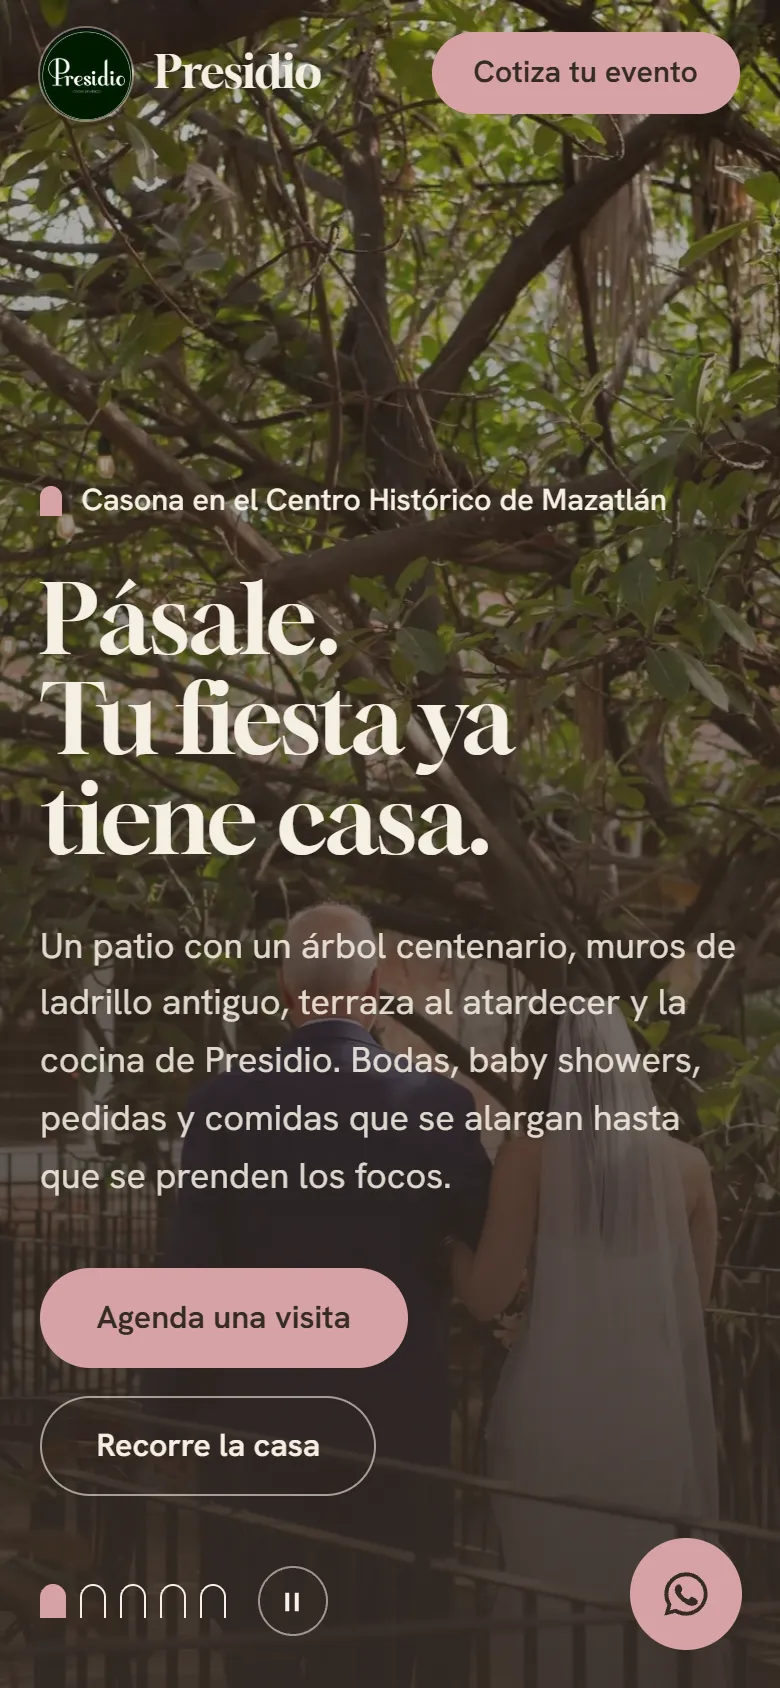 Presidio
Presidio
Cotiza tu evento
Casona en el Centro Histórico de Mazatlán
Pásale.
Tu fiesta ya
tiene casa.
Un patio con un árbol centenario, muros de
ladrillo antiguo, terraza al atardecer y la
cocina de Presidio. Bodas, baby showers,
pedidas y comidas que se alargan hasta
que se prenden los focos.
Agenda una visita
Recorre la casa